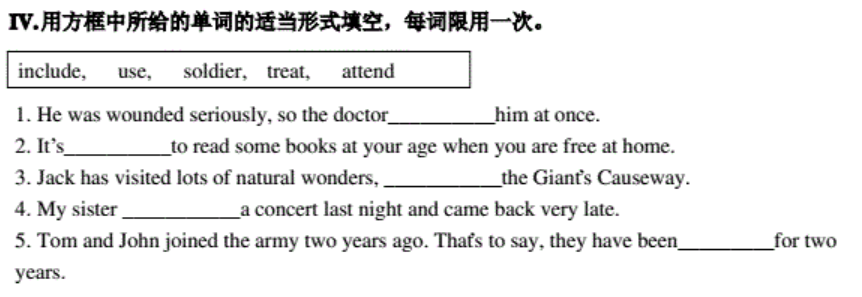 IV.用方框中所给的单词的适当形式填空，每词限用一次。
include, use, soldier, treat, attend
1. He was wounded seriously, so the doctor__________him at once.
2. It's__________to read some books at your age when you are free at home.
3. Jack has visited lots of natural wonders, ___________the Giant's Causeway.
4. My sister ___________a concert last night and came back very late.
5. Tom and John joined the army two years ago. That's to say, they have been_________for two
years.